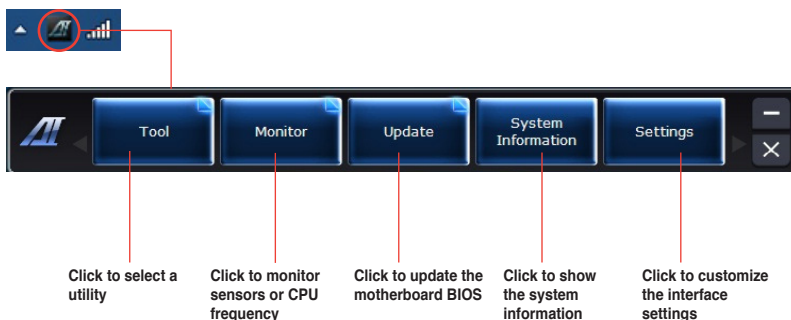 Tool
Monitor
Update
System
Information
Settings
Click to select a
utility
Click to monitor
sensors or CPU
frequency
Click to update the
motherboard BIOS
Click to show
the system
information
Click to customize
the interface
settings